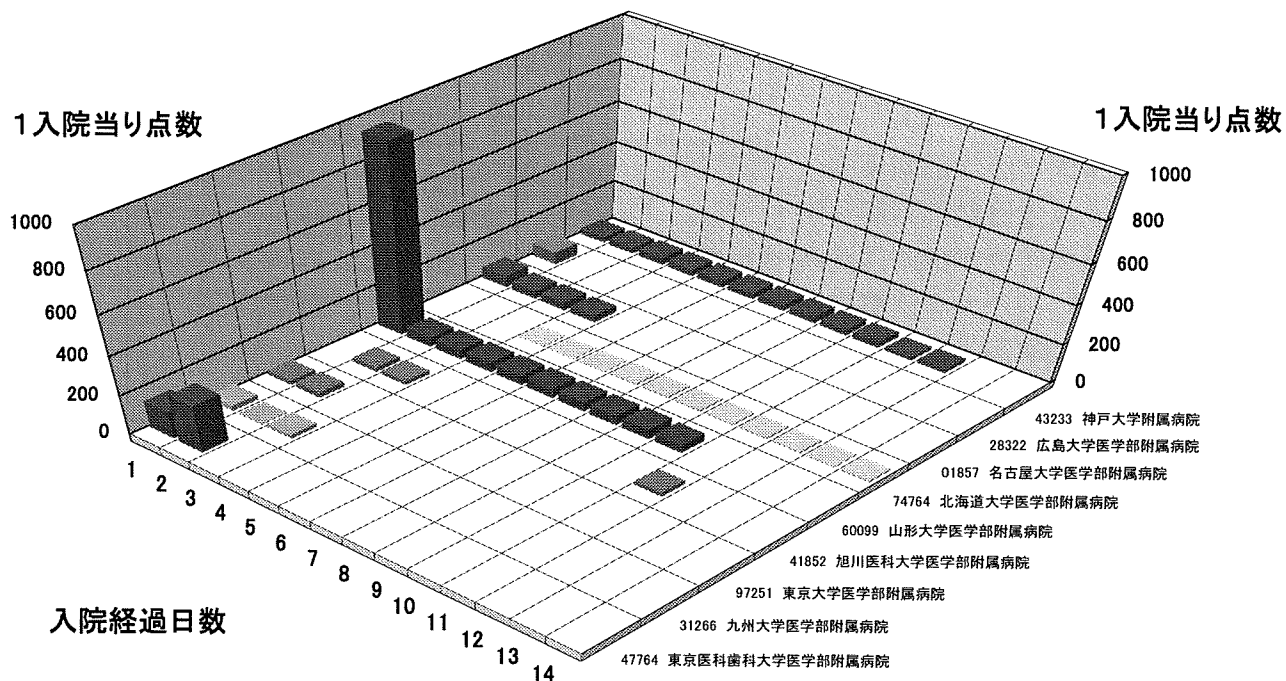 1入院当り点数
1000
800
600
400
200
0
1
2
3
4
5
6
7
8
9
10
11
12
13
14
入院経過日数
1入院当り点数
1000
800
600
400
200
0
43233 神戸大学附属病院
28322 広島大学医学部附属病院
01857 名古屋大学医学部附属病院
74764 北海道大学医学部附属病院
60099 山形大学医学部附属病院
41852 旭川医科大学医学部附属病院
97251 東京大学医学部附属病院
31266 九州大学医学部附属病院
47764 東京医科歯科大学医学部附属病院